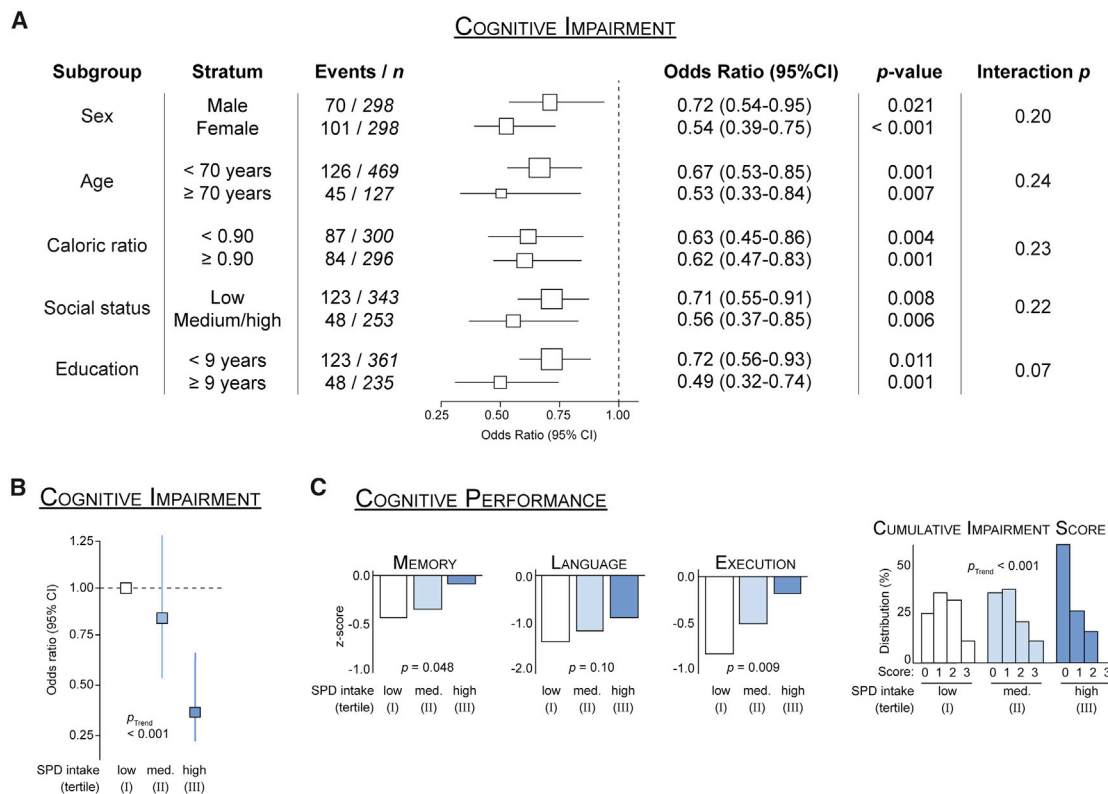 A
COGNITIVE IMPAIRMENT
Subgroup Stratum Events / n Odds Ratio (95%CI) p-value Interaction p
Sex Male 70 / 298 0.72 (0.54-0.95) 0.021 0.20
Female 101 / 298 0.54 (0.39-0.75) < 0.001
Age < 70 years 126 / 469 0.67 (0.53-0.85) 0.001 0.24
≥ 70 years 45 / 127 0.53 (0.33-0.84) 0.007
Caloric ratio < 0.90 87 / 300 0.63 (0.45-0.86) 0.004 0.23
≥ 0.90 84 / 296 0.62 (0.47-0.83) 0.001
Social status Low 123 / 343 0.71 (0.55-0.91) 0.008 0.22
Medium/high 48 / 253 0.56 (0.37-0.85) 0.006
Education < 9 years 123 / 361 0.72 (0.56-0.93) 0.011 0.07
≥ 9 years 48 / 235 0.49 (0.32-0.74) 0.001
0.25 0.50 0.75 1.00
Odds Ratio (95% CI)
B
COGNITIVE IMPAIRMENT
Odds ratio (95% CI)
1.25
1.00
0.75
0.50
0.25
pTrend
< 0.001
SPD intake low med. high
(tertile) (I) (II) (III)
C
COGNITIVE PERFORMANCE
MEMORY
z-score
0.0
-1.0
p = 0.048
SPD intake low med. high
(tertile) (I) (II) (III)
LANGUAGE
0.0
-1.0
-2.0
p = 0.10
low med. high
(I) (II) (III)
EXECUTION
0.0
-1.0
p = 0.009
low med. high
(I) (II) (III)
CUMULATIVE IMPAIRMENT SCORE
Distribution (%)
50
25
0
pTrend < 0.001
Score: 0 1 2 3 0 1 2 3 0 1 2 3
SPD intake low med. high
(tertile) (I) (II) (III)